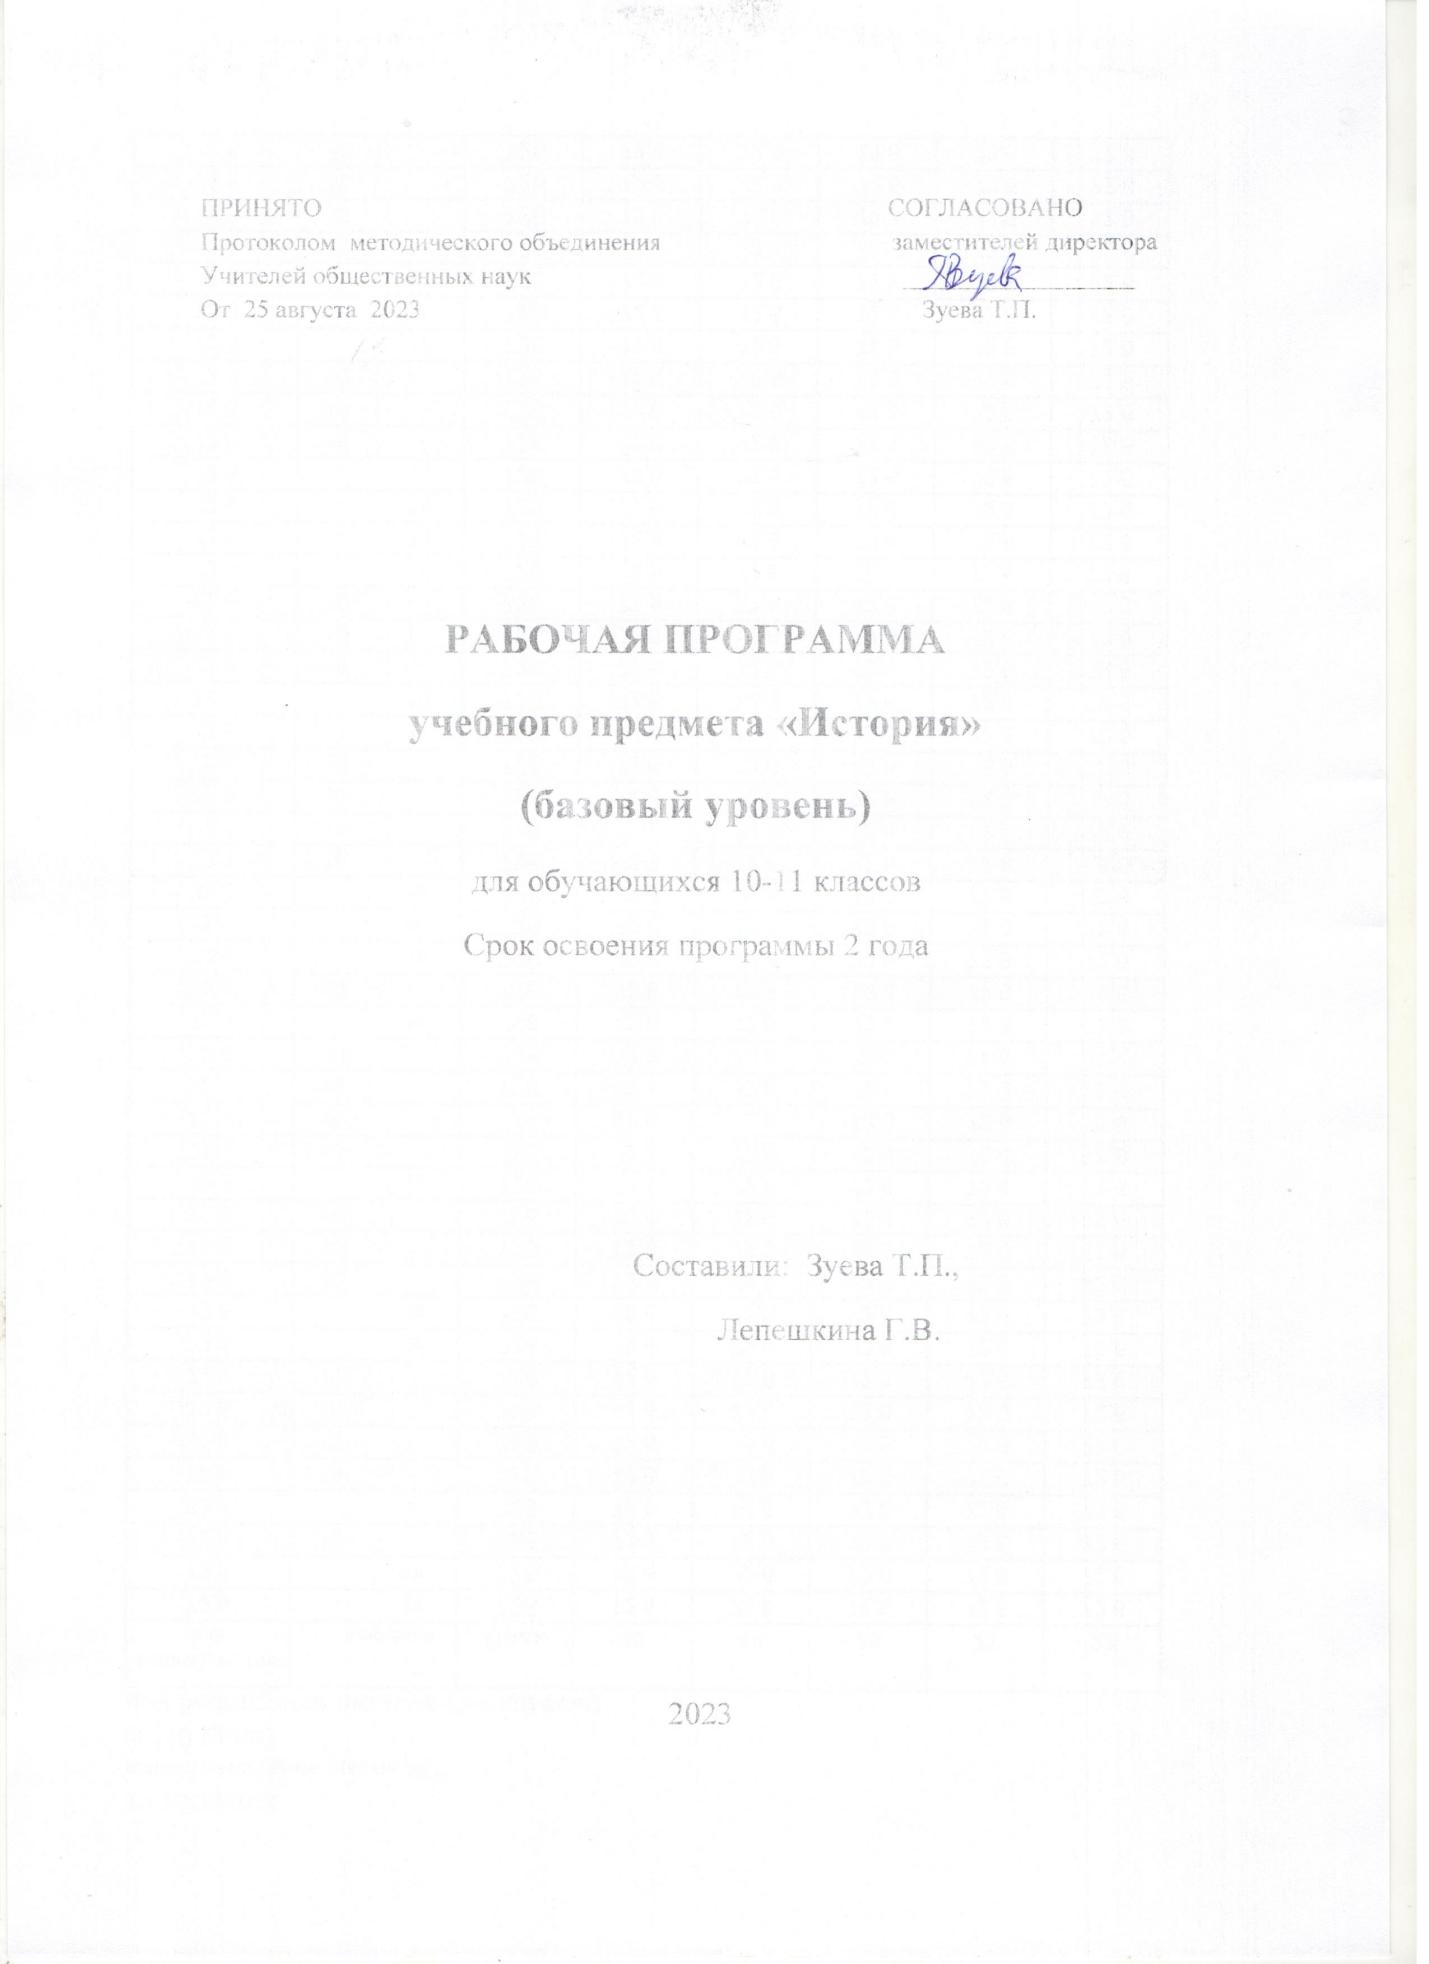 ПРИНЯТО СОГЛАСОВАНО
Протоколом методического объединения заместителей директора
Учителей общественных наук
От 25 августа 2023 Зуева Т.П.
РАБОЧАЯ ПРОГРАММА
учебного предмета «История»
(базовый уровень)
для обучающихся 10-11 классов
Срок освоения программы 2 года
Составили: Зуева Т.П.,
Лепешкина Г.В.
2023